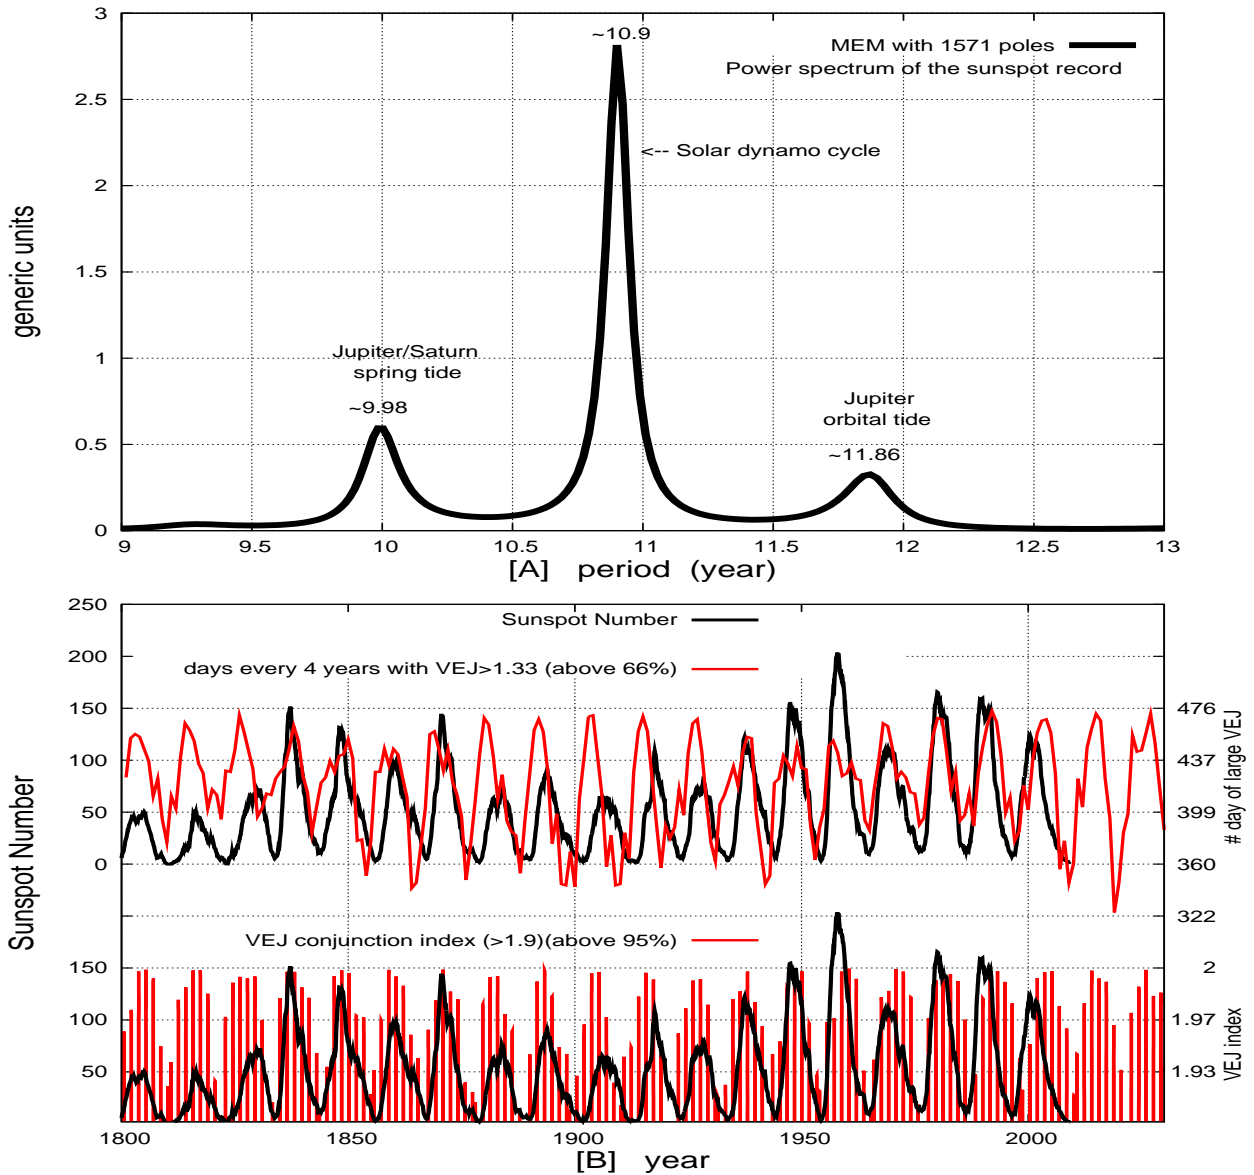 3
2.5
2
1.5
1
0.5
0
generic units
~10.9
MEM with 1571 poles
Power spectrum of the sunspot record
<-- Solar dynamo cycle
Jupiter/Saturn
spring tide
~9.98
Jupiter
orbital tide
~11.86
9 9.5 10 10.5 11 11.5 12 12.5 13
[A] period (year)
250
200
150
100
50
0
150
100
50
Sunspot Number
Sunspot Number
days every 4 years with VEJ>1.33 (above 66%)
476
437
399
360
322
# day of large VEJ
VEJ conjunction index (>1.9)(above 95%)
2
1.97
1.93
VEJ index
1800 1850 1900 1950 2000
[B] year